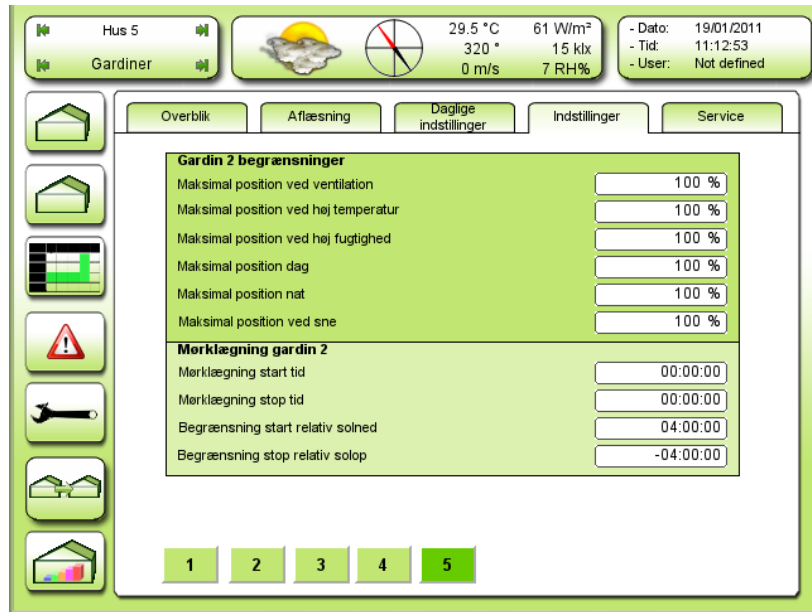 Hus 5
Gardiner
29.5 °C 61 W/m²
320 ° 15 klx
0 m/s 7 RH%
- Dato: 19/01/2011
- Tid: 11:12:53
- User: Not defined
Overblik
Aflæsning
Daglige
indstillinger
Indstillinger
Service
Gardin 2 begrænsninger
Maksimal position ved ventilation 100 %
Maksimal position ved høj temperatur 100 %
Maksimal position ved høj fugtighed 100 %
Maksimal position dag 100 %
Maksimal position nat 100 %
Maksimal position ved sne 100 %
Mørklægning gardin 2
Mørklægning start tid 00:00:00
Mørklægning stop tid 00:00:00
Begrænsning start relativ solned 04:00:00
Begrænsning stop relativ solop -04:00:00
1 2 3 4 5